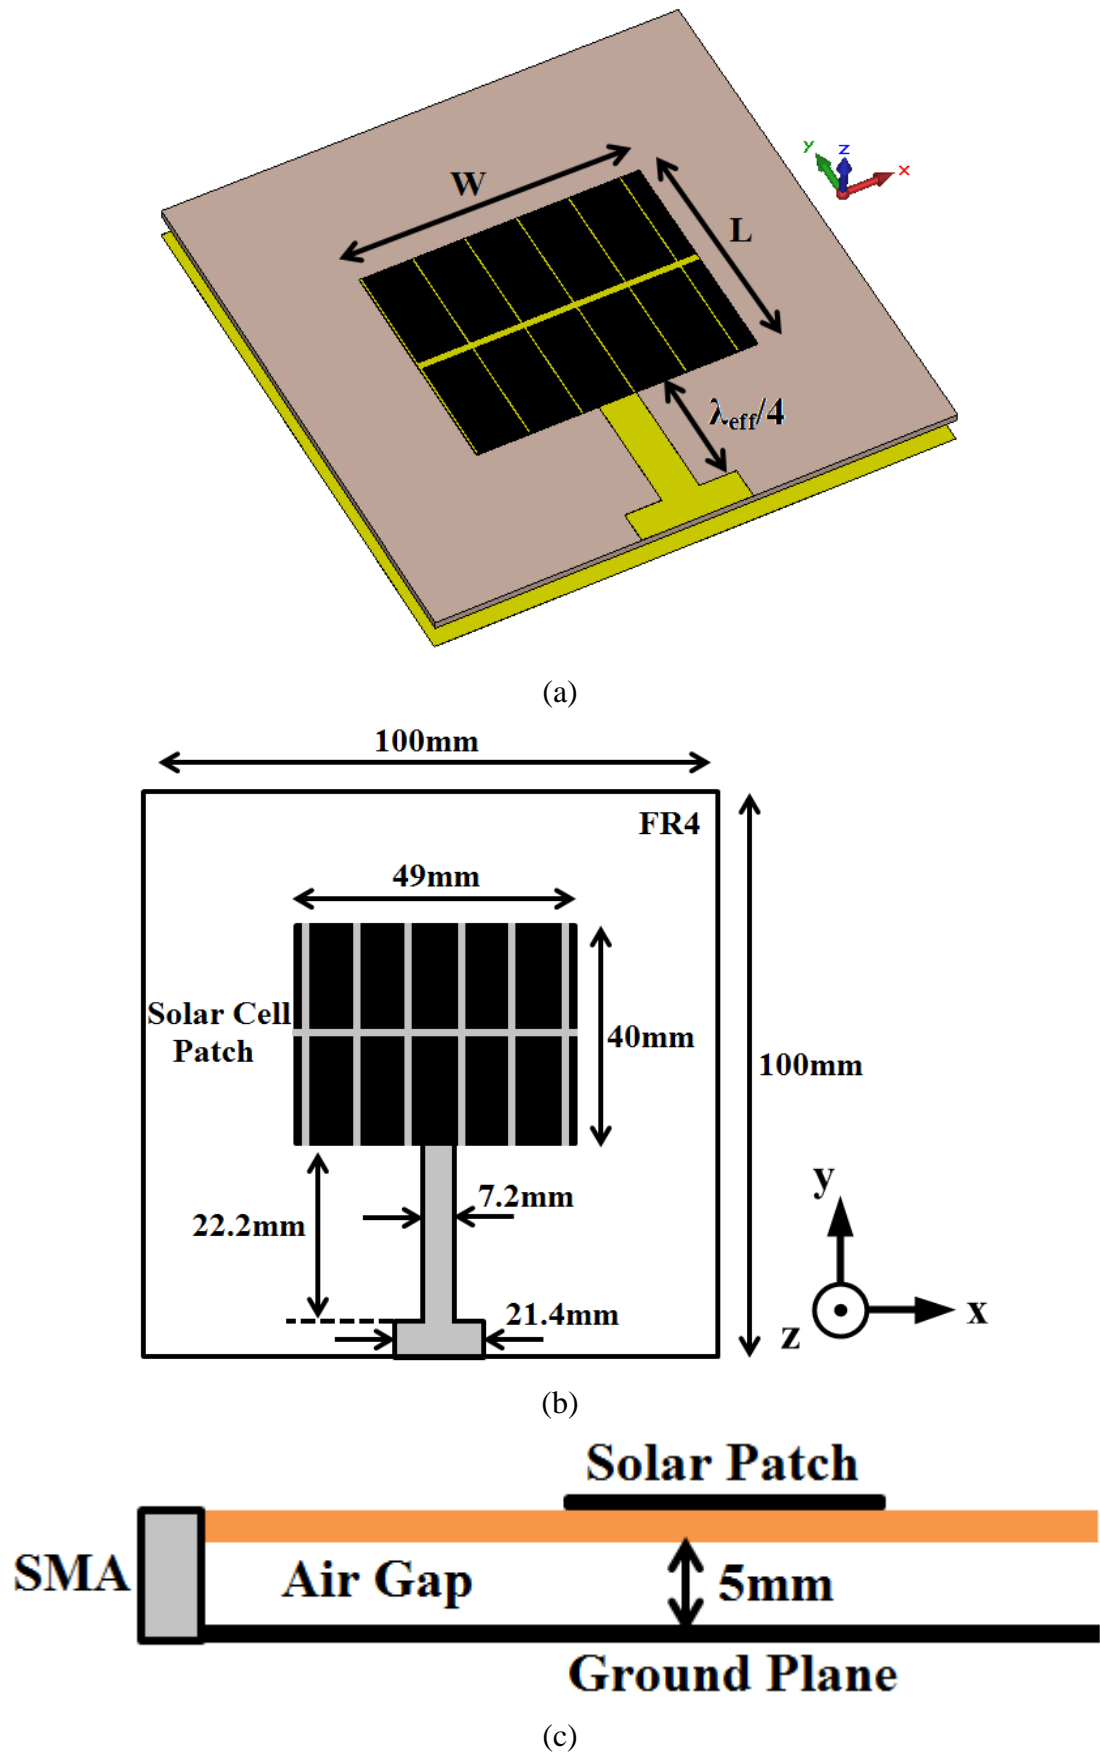 W
L
y
z
x
λeff/4
(a)
100mm
FR4
49mm
Solar Cell
Patch
40mm
100mm
7.2mm
22.2mm
21.4mm
y
x
z
(b)
Solar Patch
SMA
Air Gap
5mm
Ground Plane
(c)